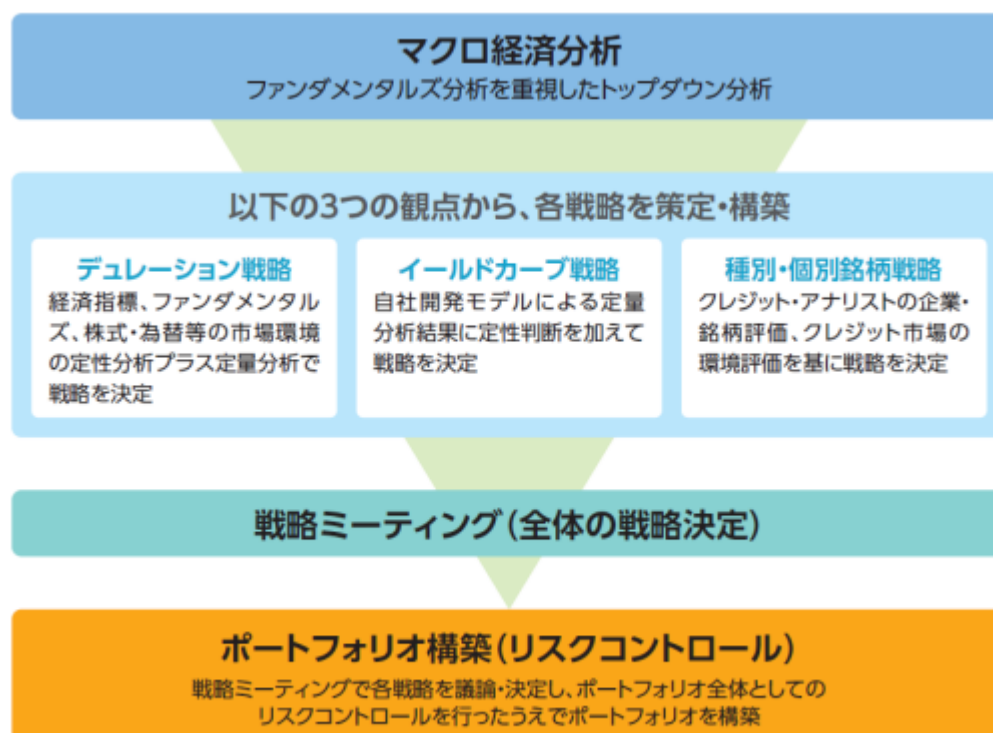 マクロ経済分析
ファンダメンタルズ分析を重視したトップダウン分析
以下の3つの観点から、各戦略を策定・構築
デュレーション戦略
経済指標、ファンダメンタル
ズ、株式・為替等の市場環境
の定性分析プラス定量分析で
戦略を決定
イールドカーブ戦略
自社開発モデルによる定量
分析結果に定性判断を加えて
戦略を決定
種別・個別銘柄戦略
クレジット・アナリストの企業・
銘柄評価、クレジット市場の
環境評価を基に戦略を決定
戦略ミーティング(全体の戦略決定)
ポートフォリオ構築(リスクコントロール)
戦略ミーティングで各戦略を議論・決定し、ポートフォリオ全体としての
リスクコントロールを行ったうえでポートフォリオを構築